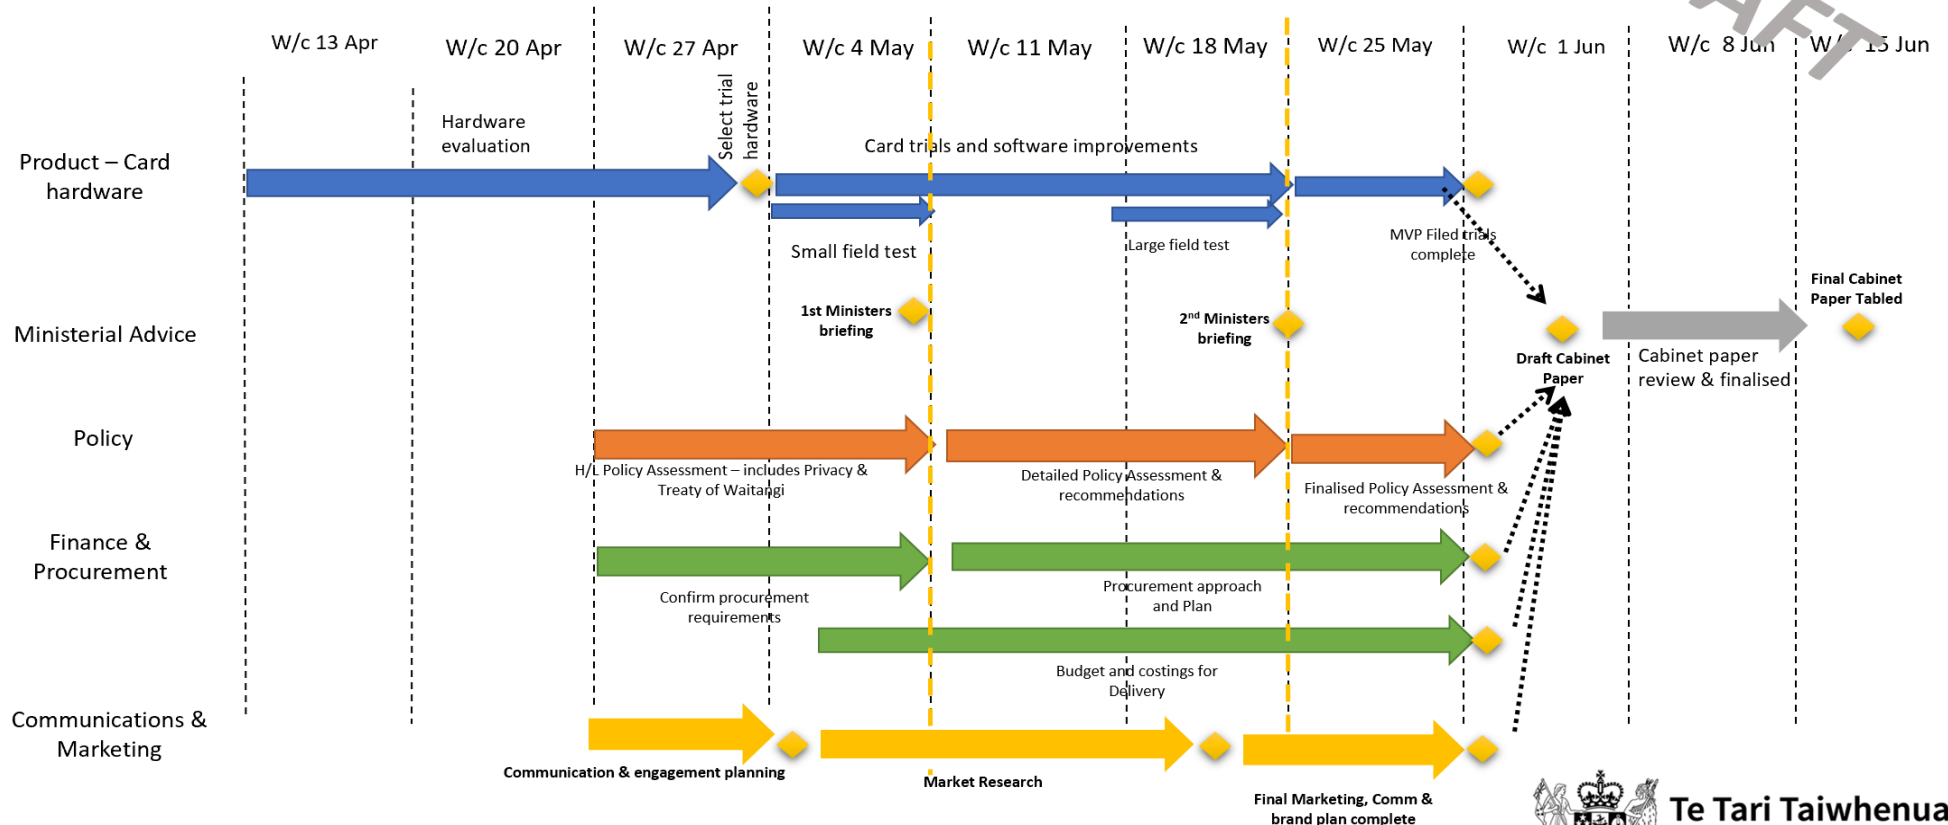 W/c 13 Apr
W/c 20 Apr
W/c 27 Apr
W/c 4 May
W/c 11 May
W/c 18 May
W/c 25 May
W/c 1 Jun
W/c 8 Jun
W/c 15 Jun
AFT
Product – Card
hardware
Hardware
evaluation
Select trial
hardware
Card trials and software improvements
Small field test
Large field test
MVP Filed trials
complete
Ministerial Advice
1st Ministers
briefing
2nd Ministers
briefing
Draft Cabinet
Paper
Cabinet paper
review & finalised
Final Cabinet
Paper Tabled
Policy
H/L Policy Assessment – includes Privacy &
Treaty of Waitangi
Detailed Policy Assessment &
recommendations
Finalised Policy Assessment &
recommendations
Finance &
Procurement
Confirm procurement
requirements
Procurement approach
and Plan
Budget and costings for
Delivery
Communications &
Marketing
Communication & engagement planning
Market Research
Final Marketing, Comm &
brand plan complete
Te Tari Taiwhenua